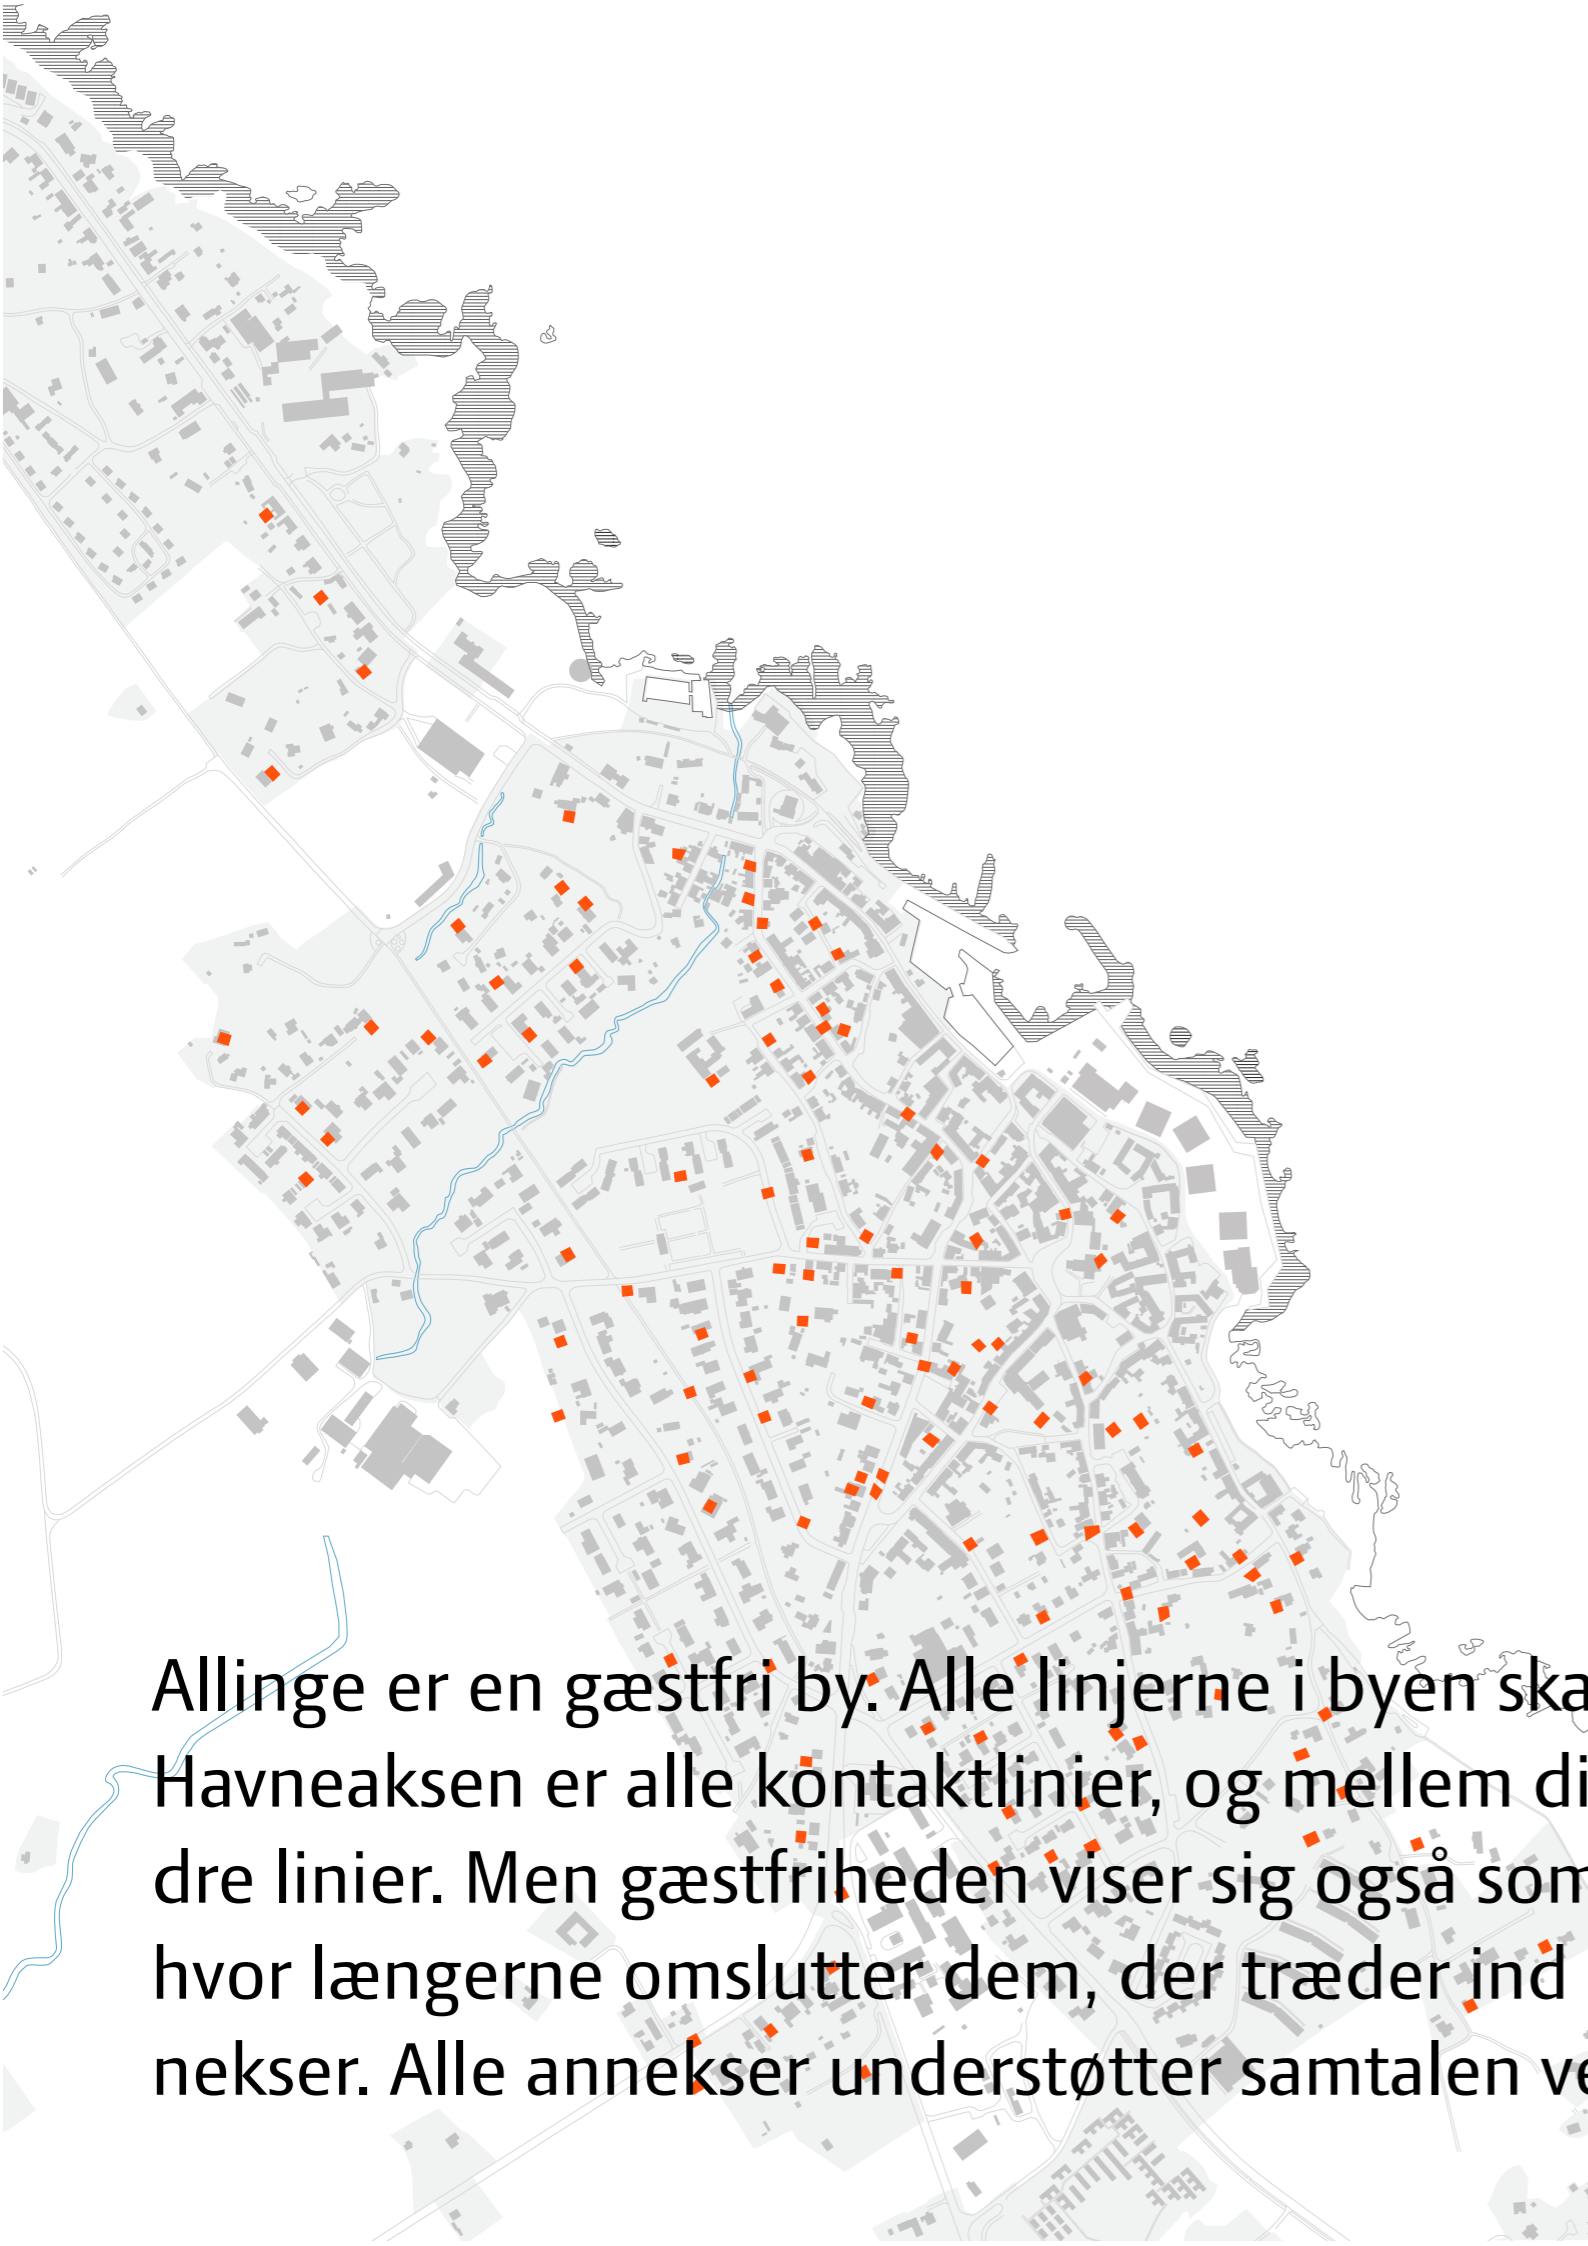 Allinge er en gæstfri by. Alle linjerne i byen ska
Havneaksen er alle kontaktlinier, og mellem di
dre linier. Men gæstfriheden viser sig også som
hvor længerne omslutter dem, der træder ind
nekser. Alle annekser understøtter samtalen ve